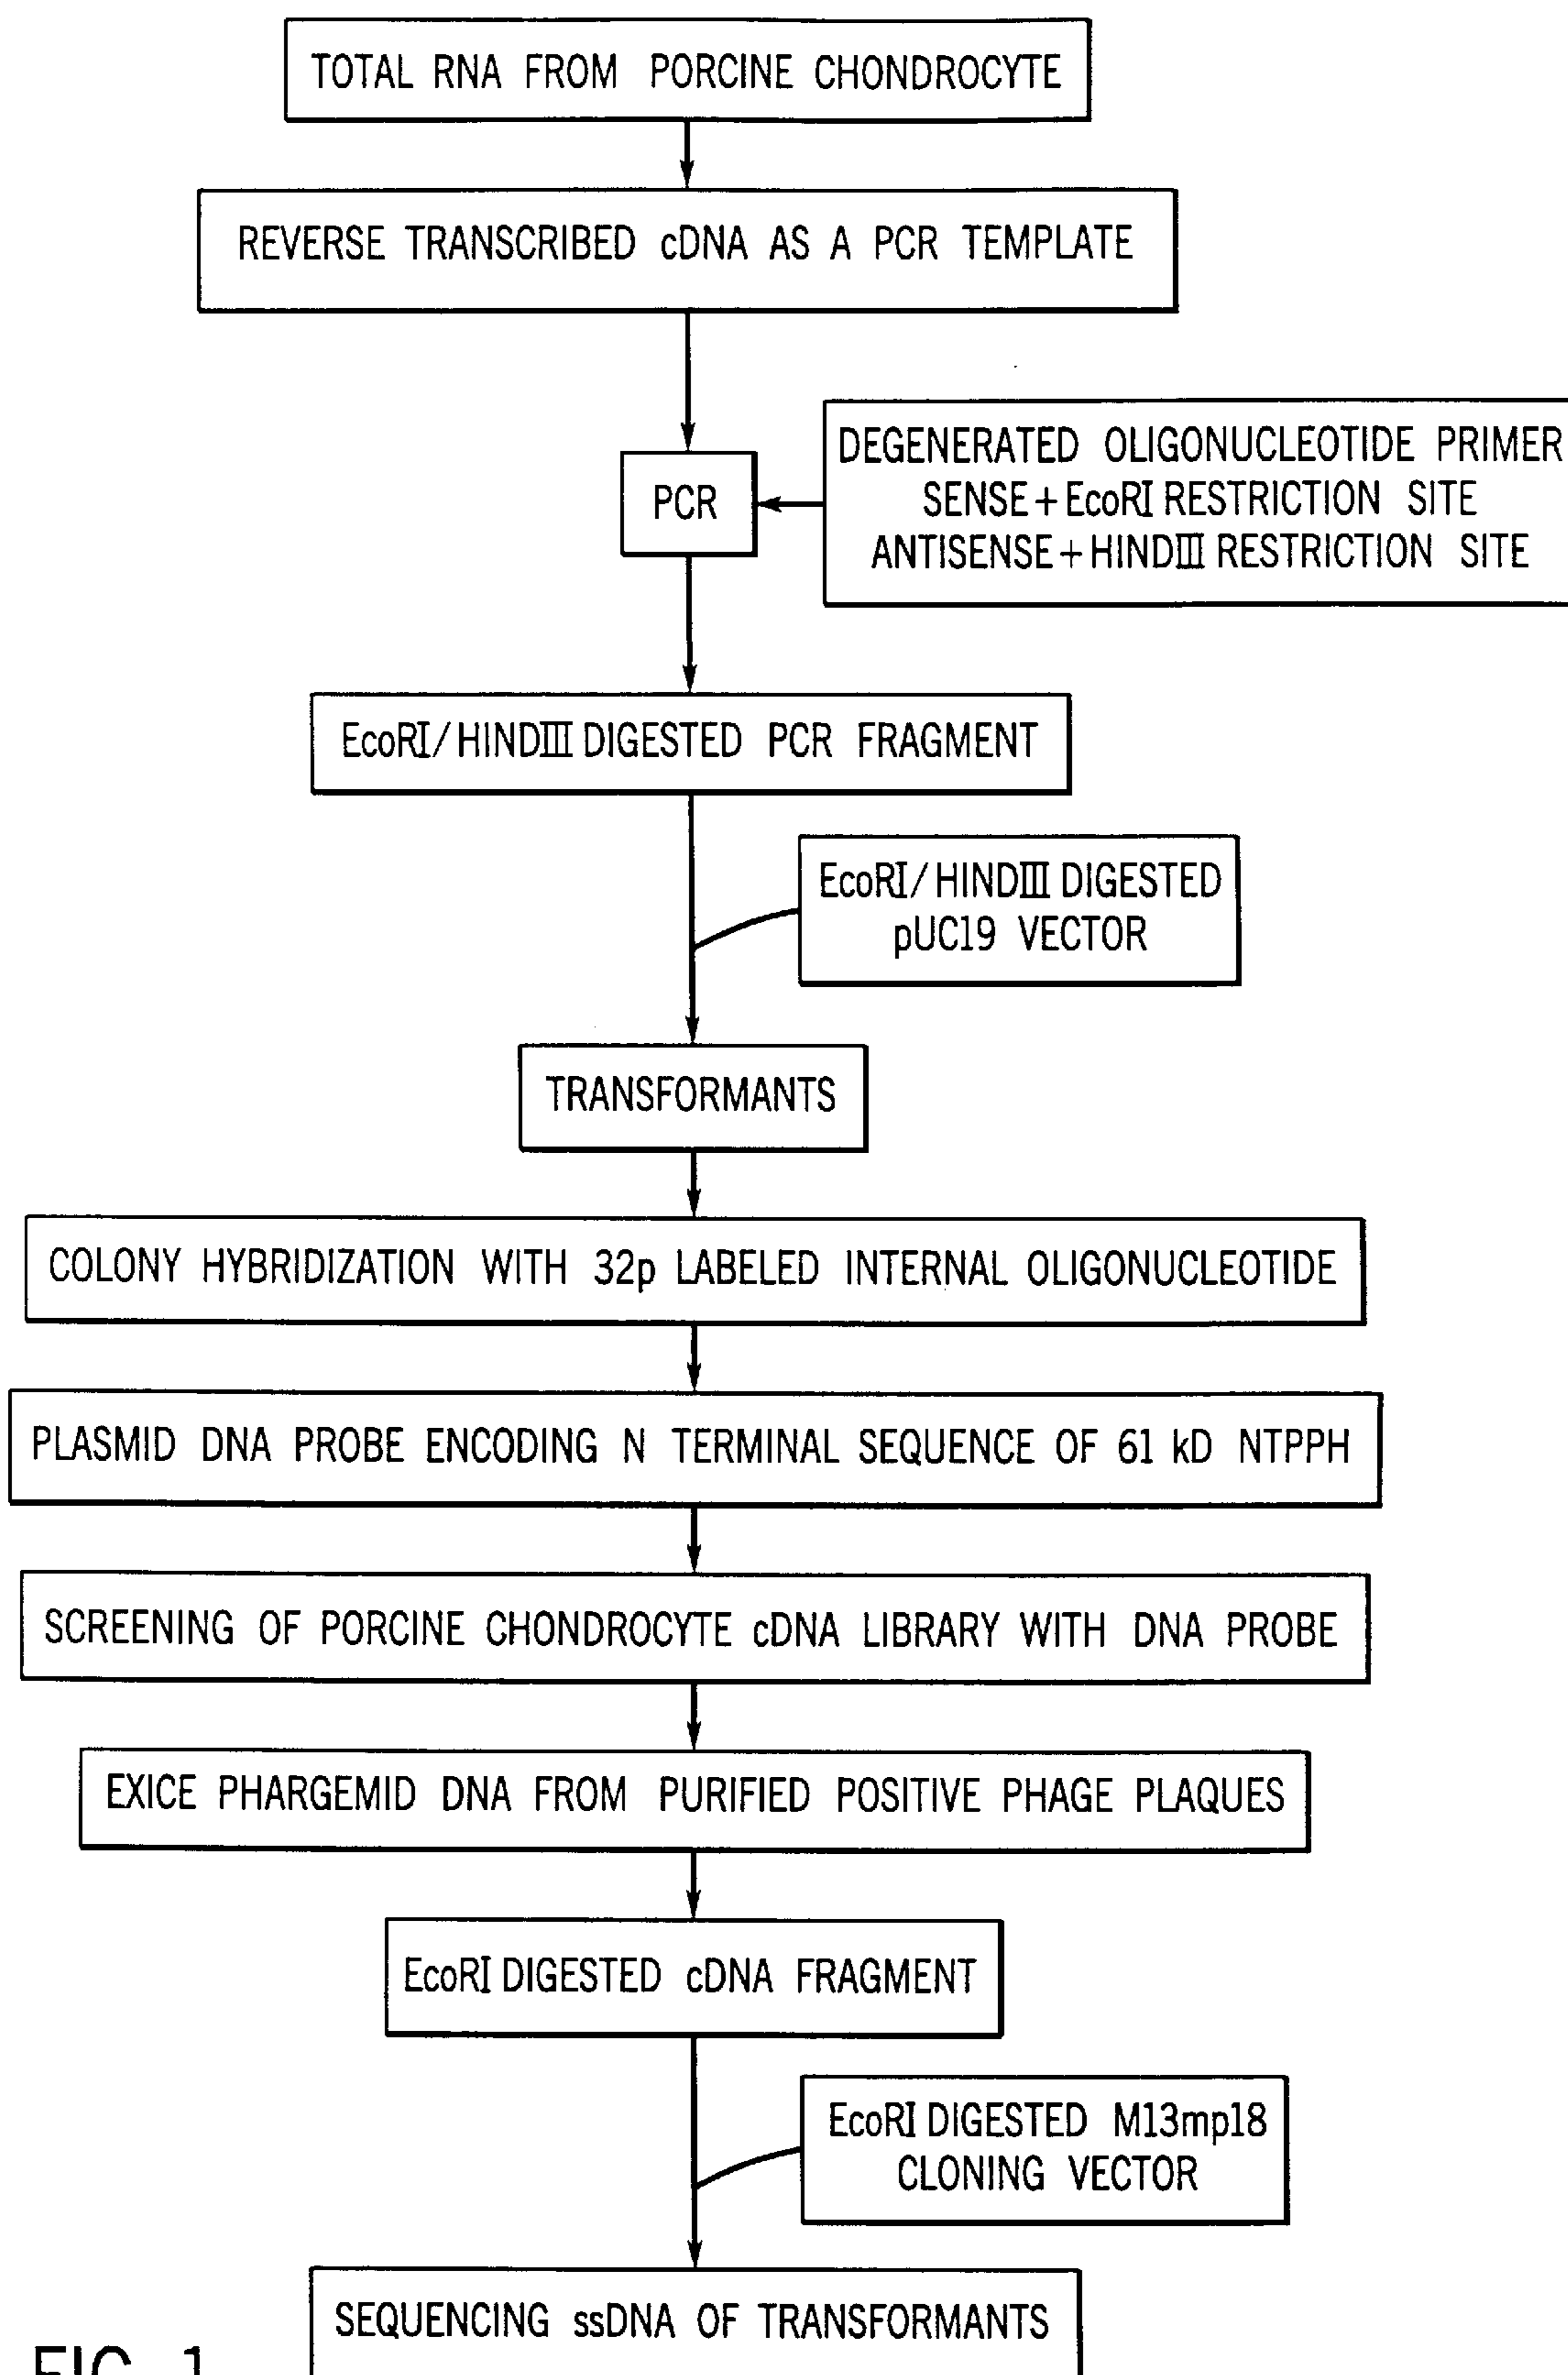 TOTAL RNA FROM PORCINE CHONDROCYTE
REVERSE TRANSCRIBED cDNA AS A PCR TEMPLATE
DEGENERATED OLIGONUCLEOTIDE PRIMER
SENSE+EcoRI RESTRICTION SITE
ANTISENSE+HINDIII RESTRICTION SITE
PCR
EcoRI/HINDIII DIGESTED PCR FRAGMENT
EcoRI/HINDIII DIGESTED
pUC19 VECTOR
TRANSFORMANTS
COLONY HYBRIDIZATION WITH 32p LABELED INTERNAL OLIGONUCLEOTIDE
PLASMID DNA PROBE ENCODING N TERMINAL SEQUENCE OF 61 kD NTPPH
SCREENING OF PORCINE CHONDROCYTE cDNA LIBRARY WITH DNA PROBE
EXICE PHARGEMID DNA FROM PURIFIED POSITIVE PHAGE PLAQUES
EcoRI DIGESTED cDNA FRAGMENT
EcoRI DIGESTED M13mp18
CLONING VECTOR
SEQUENCING ssDNA OF TRANSFORMANTS
FIG. 1